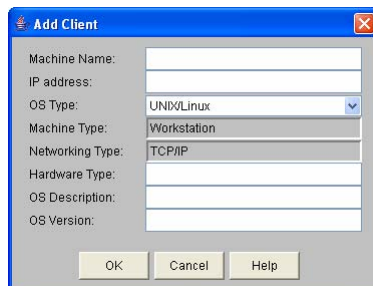 Add Client
Machine Name:
IP address:
OS Type: UNIX/Linux
Machine Type: Workstation
Networking Type: TCP/IP
Hardware Type:
OS Description:
OS Version:
OK Cancel Help